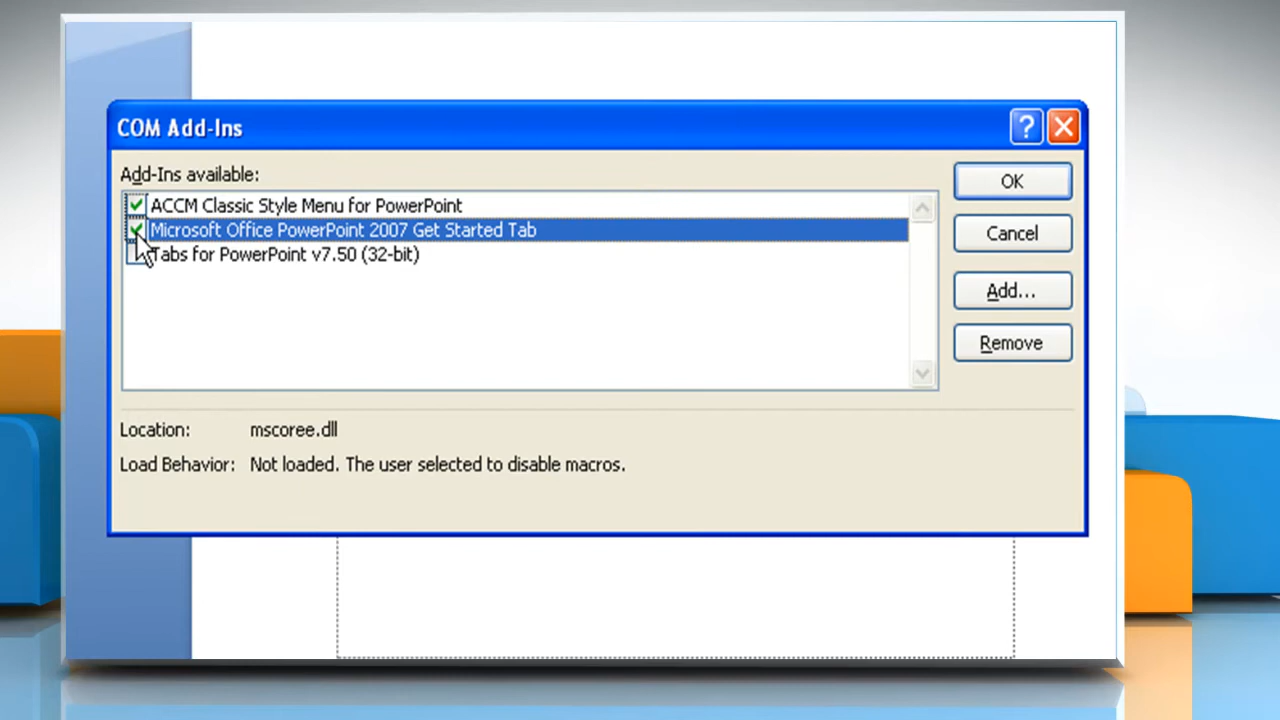 COM Add-Ins
?
Add-Ins available:
ACCM Classic Style Menu for PowerPoint
Microsoft Office PowerPoint 2007 Get Started Tab
Tabs for PowerPoint v7.50 (32-bit)
OK
Cancel
Add...
Remove
Location: mscoree.dll
Load Behavior: Not loaded. The user selected to disable macros.